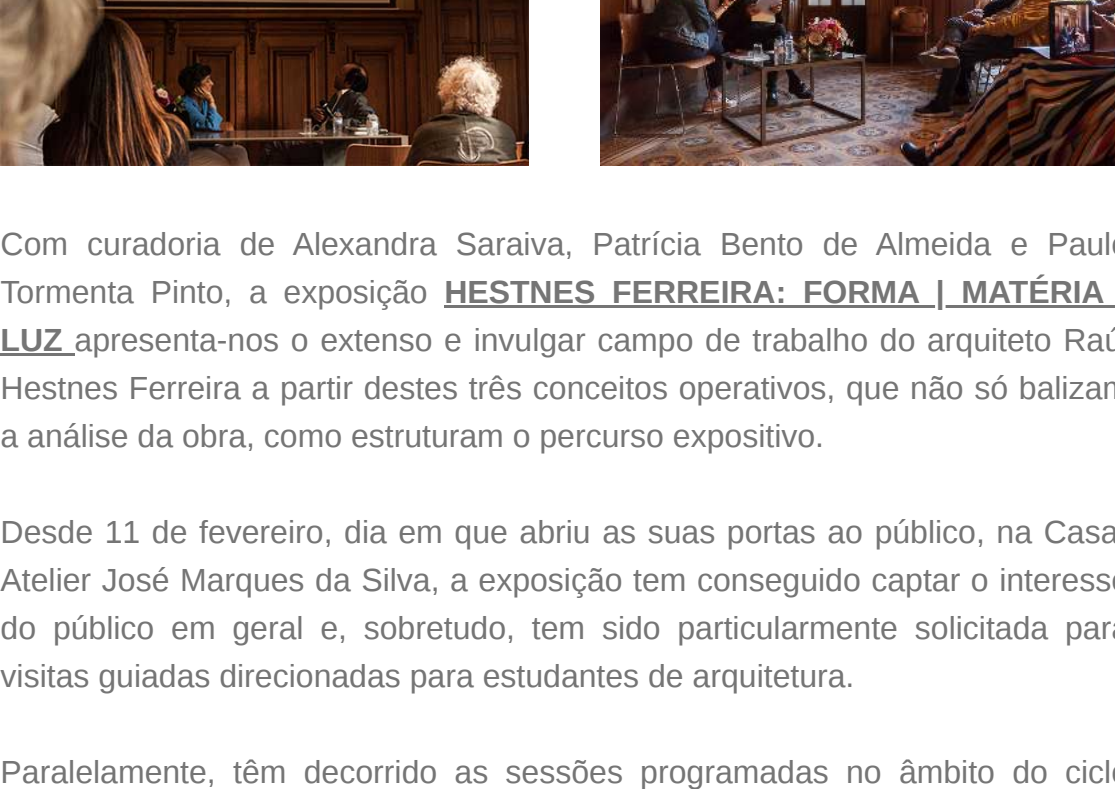 Com curadoria de Alexandra Saraiva, Patrícia Bento de Almeida e Paulo
Tormenta Pinto, a exposição HESTNES FERREIRA: FORMA | MATÉRIA |
LUZ apresenta-nos o extenso e invulgar campo de trabalho do arquiteto Raúl
Hestnes Ferreira a partir destes três conceitos operativos, que não só balizam
a análise da obra, como estruturam o percurso expositivo.
Desde 11 de fevereiro, dia em que abriu as suas portas ao público, na Casa-
Atelier José Marques da Silva, a exposição tem conseguido captar o interesse
do público em geral e, sobretudo, tem sido particularmente solicitada para
visitas guiadas direcionadas para estudantes de arquitetura.
Paralelamente, têm decorrido as sessões programadas no âmbito do ciclo